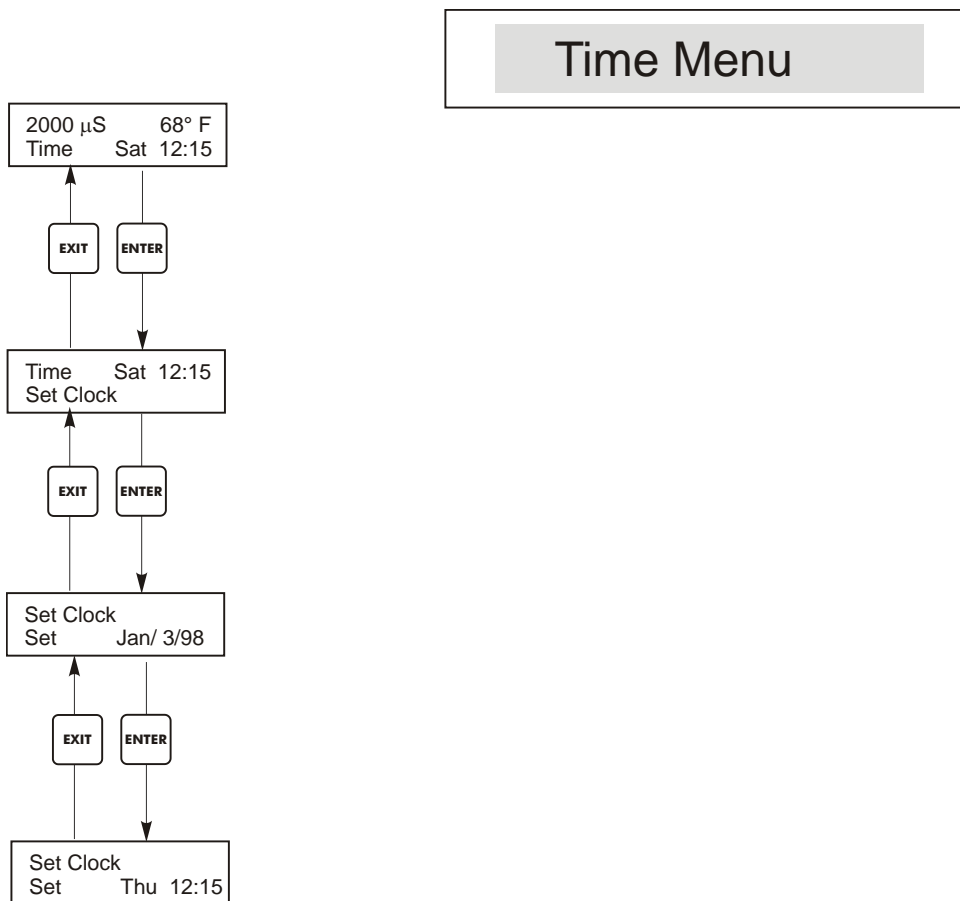 Time Menu
2000 µS 68° F
Time Sat 12:15
EXIT ENTER
Time Sat 12:15
Set Clock
EXIT ENTER
Set Clock
Set Jan/ 3/98
EXIT ENTER
Set Clock
Set Thu 12:15